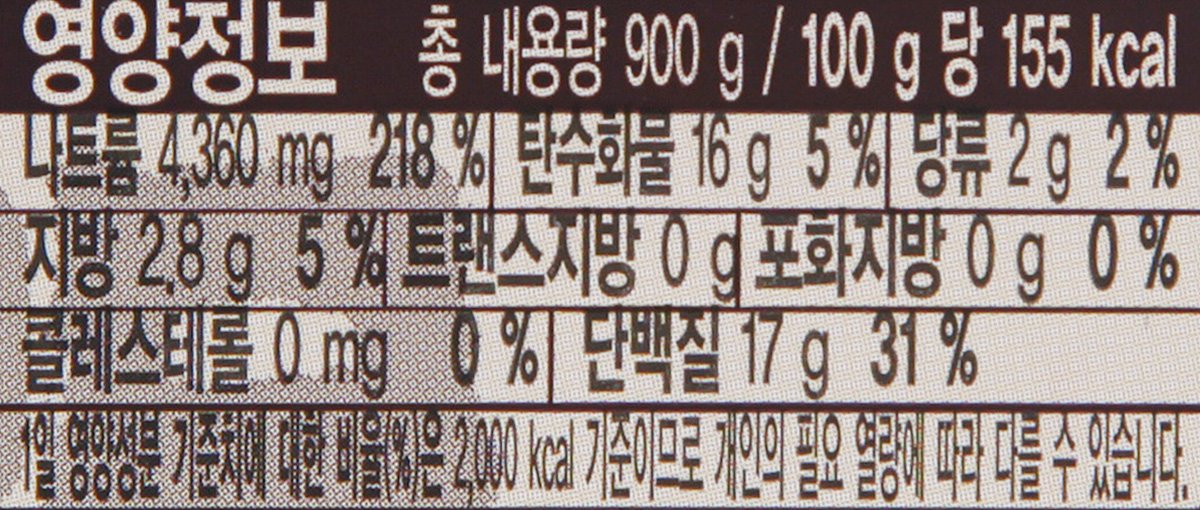 영양정보 총 내용량 900 g / 100 g 당 155 kcal
나트륨 4,360 mg 218 % 탄수화물 16 g 5 % 당류 2 g 2 %
지방 2.8 g 5 % 트랜스지방 0 g 포화지방 0 g 0 %
콜레스테롤 0 mg 0 % 단백질 17 g 31 %
1일 영양성분 기준치에 대한 비율(%)은 2,000 kcal 기준이므로 개인의 필요 열량에 따라 다를 수 있습니다.